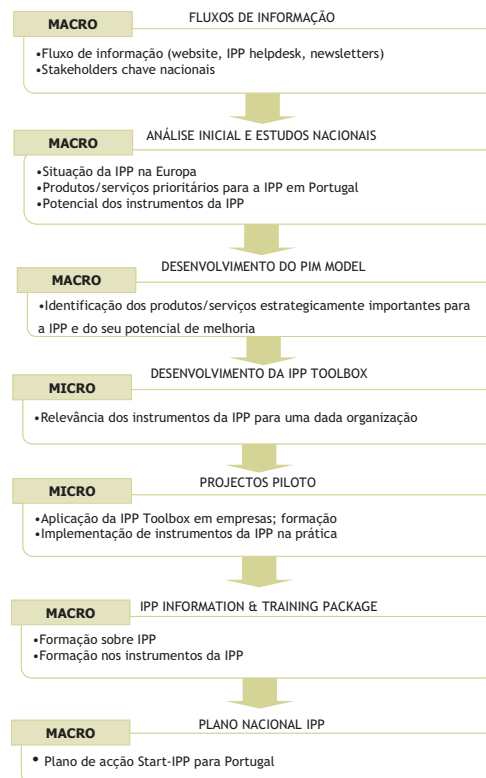 MACRO
FLUXOS DE INFORMAÇÃO
•Fluxo de informação (website, IPP helpdesk, newsletters)
•Stakeholders chave nacionais
MACRO
ANÁLISE INICIAL E ESTUDOS NACIONAIS
•Situação da IPP na Europa
•Produtos/serviços prioritários para a IPP em Portugal
•Potencial dos instrumentos da IPP
MACRO
DESENVOLVIMENTO DO PIM MODEL
•Identificação dos produtos/serviços estrategicamente importantes para
a IPP e do seu potencial de melhoria
MICRO
DESENVOLVIMENTO DA IPP TOOLBOX
•Relevância dos instrumentos da IPP para uma dada organização
MICRO
PROJECTOS PILOTO
•Aplicação da IPP Toolbox em empresas; formação
•Implementação de instrumentos da IPP na prática
MACRO
IPP INFORMATION & TRAINING PACKAGE
•Formação sobre IPP
•Formação nos instrumentos da IPP
MACRO
PLANO NACIONAL IPP
• Plano de acção Start-IPP para Portugal